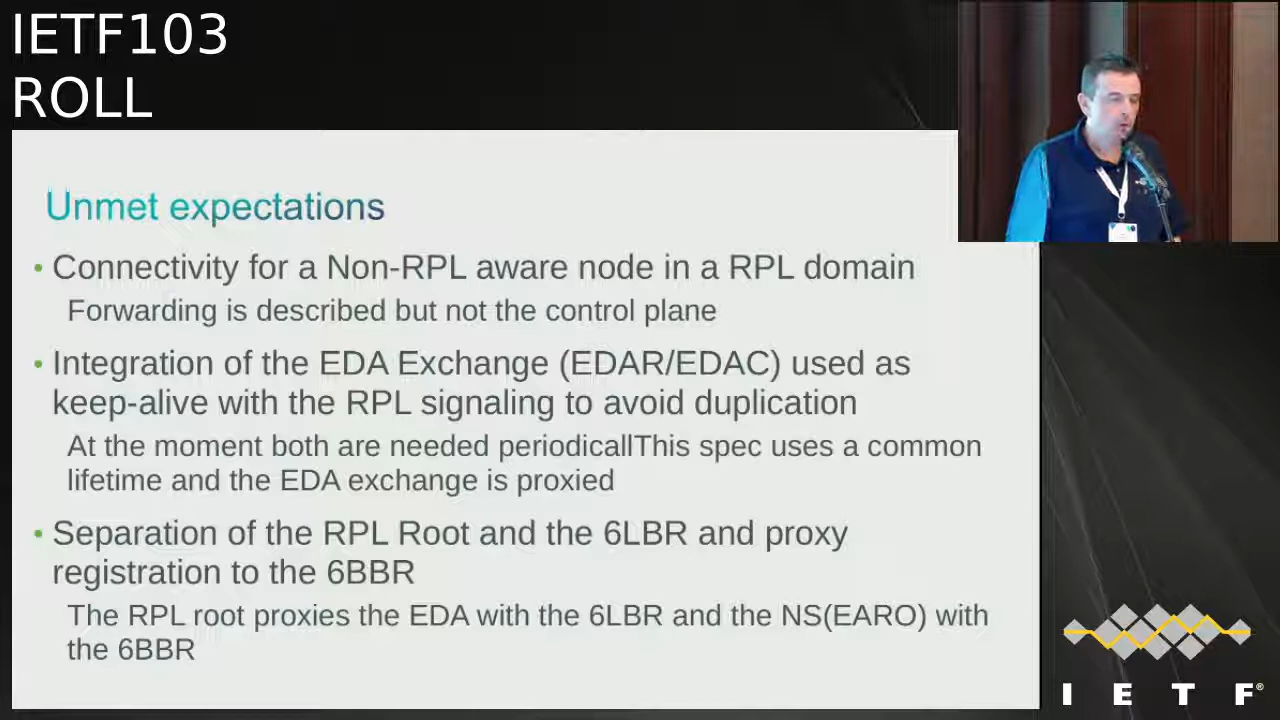 IETF103
ROLL
Unmet expectations
• Connectivity for a Non-RPL aware node in a RPL domain
Forwarding is described but not the control plane
• Integration of the EDA Exchange (EDAR/EDAC) used as
keep-alive with the RPL signaling to avoid duplication
At the moment both are needed periodicallThis spec uses a common
lifetime and the EDA exchange is proxied
• Separation of the RPL Root and the 6LBR and proxy
registration to the 6BBR
The RPL root proxies the EDA with the 6LBR and the NS(EARO) with
the 6BBR
I E T F®